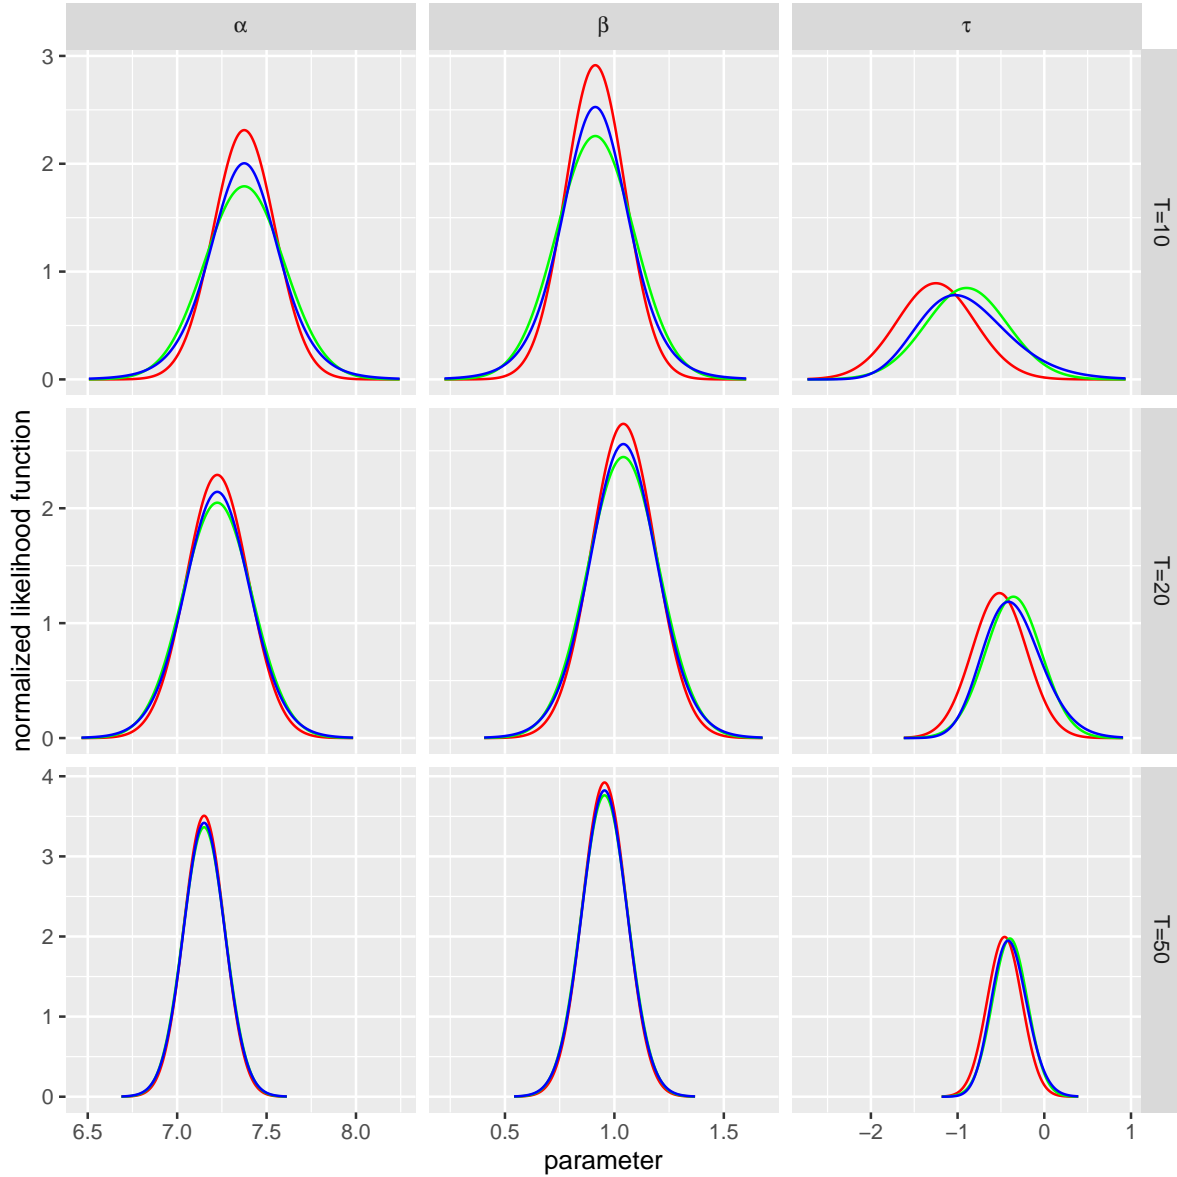 α
β
τ
3
2
1
0
T=10
2
1
0
T=20
4
3
2
1
0
T=50
6.5 7.0 7.5 8.0
0.5 1.0 1.5
−2 −1 0 1
parameter
normalized likelihood function